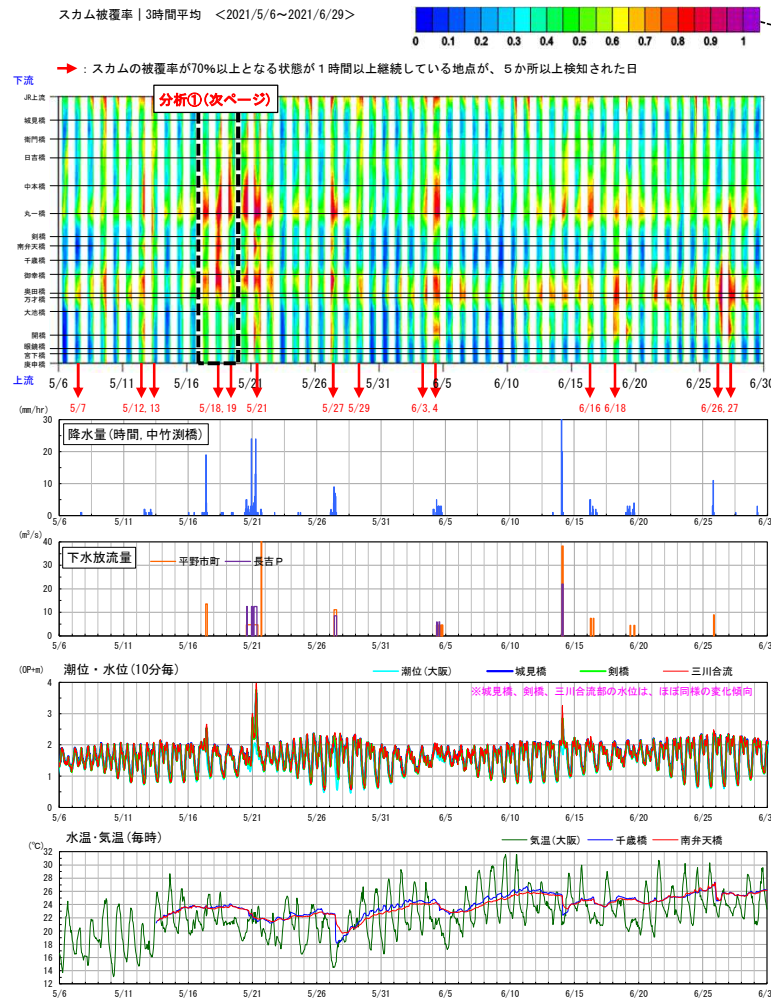 スカム被覆率｜3時間平均　＜2021/5/6～2021/6/29＞
0 0.1 0.2 0.3 0.4 0.5 0.6 0.7 0.8 0.9 1
：スカムの被覆率が70%以上となる状態が１時間以上継続している地点が、５か所以上検知された日
下流
分析①(次ページ)
JR上流
城見橋
衛門橋
日吉橋
中本橋
丸一橋
剣橋
南弁天橋
千歳橋
御幸橋
奥田橋
万才橋
大池橋
開橋
眼鏡橋
宮下橋
庚申橋
上流
5/6 5/11 5/16 5/21 5/26 5/31 6/5 6/10 6/15 6/20 6/25 6/30
5/7 5/12, 13 5/18, 19 5/21 5/27 5/29 6/3, 4 6/16 6/18 6/26, 27
(mm/hr)
降水量(時間, 中竹渕橋)
30
20
10
0
5/6 5/11 5/16 5/21 5/26 5/31 6/5 6/10 6/15 6/20 6/25 6/30
(m³/s)
下水放流量
平野市町 長吉Ｐ
40
30
20
10
0
5/6 5/11 5/16 5/21 5/26 5/31 6/5 6/10 6/15 6/20 6/25 6/30
(OP+m)
潮位・水位(10分毎)
潮位(大阪) 城見橋 剣橋 三川合流
※城見橋、剣橋、三川合流部の水位は、ほぼ同様の変化傾向
4
3
2
1
0
5/6 5/11 5/16 5/21 5/26 5/31 6/5 6/10 6/15 6/20 6/25 6/3
水温・気温(毎時)
(℃)
気温(大阪) 千歳橋 南弁天橋
32
30
28
26
24
22
20
18
16
14
12
5/6 5/11 5/16 5/21 5/26 5/31 6/5 6/10 6/15 6/20 6/25 6/3